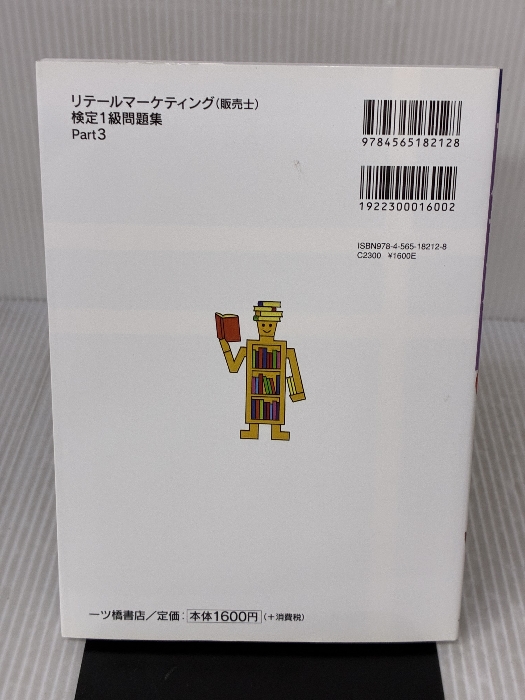 リテールマーケティング(販売士)
検定1級問題集
Part3
9784565182128
1922300016002
ISBN978-4-565-18212-8
C2300 ¥1600E
一ツ橋書店/定価:本体1600円(+消費税)